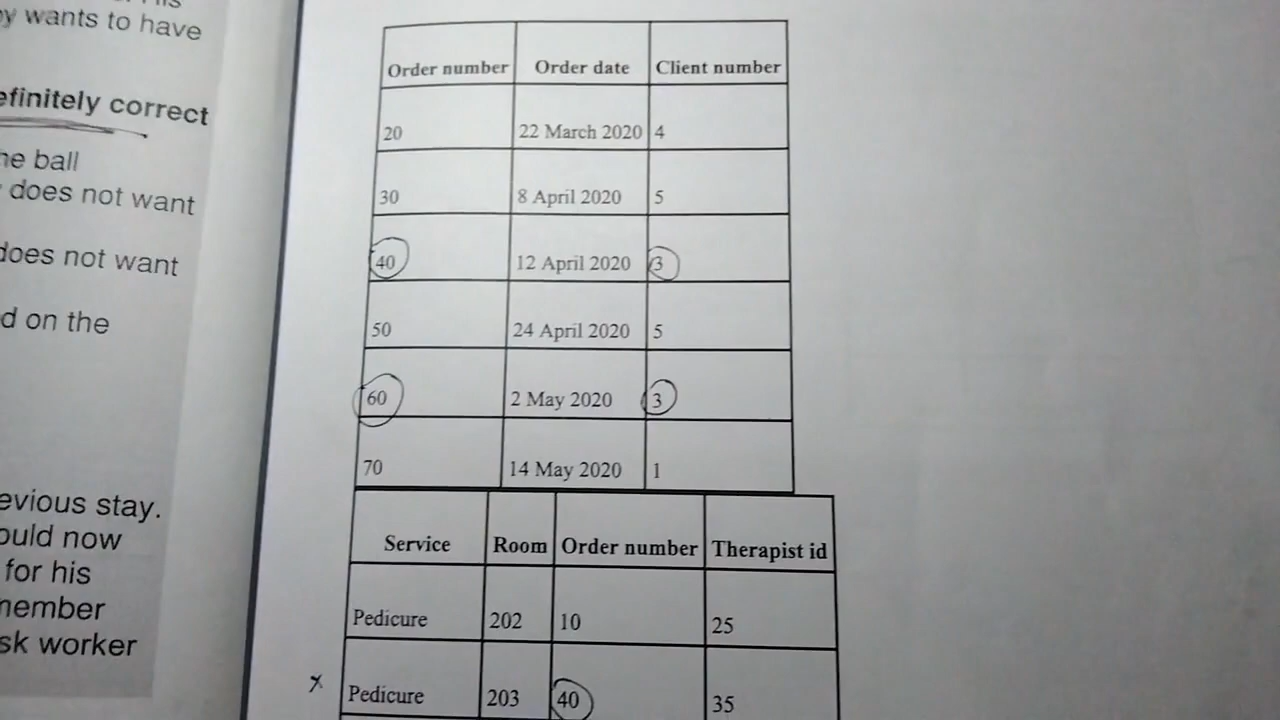 y wants to have
efinitely correct
he ball
does not want
does not want
d on the
evious stay.
ould now
for his
member
sk worker
Order number Order date Client number
20 22 March 2020 4
30 8 April 2020 5
40 12 April 2020 3
50 24 April 2020 5
60 2 May 2020 3
70 14 May 2020 1
Service Room Order number Therapist id
Pedicure 202 10 25
x Pedicure 203 40 35